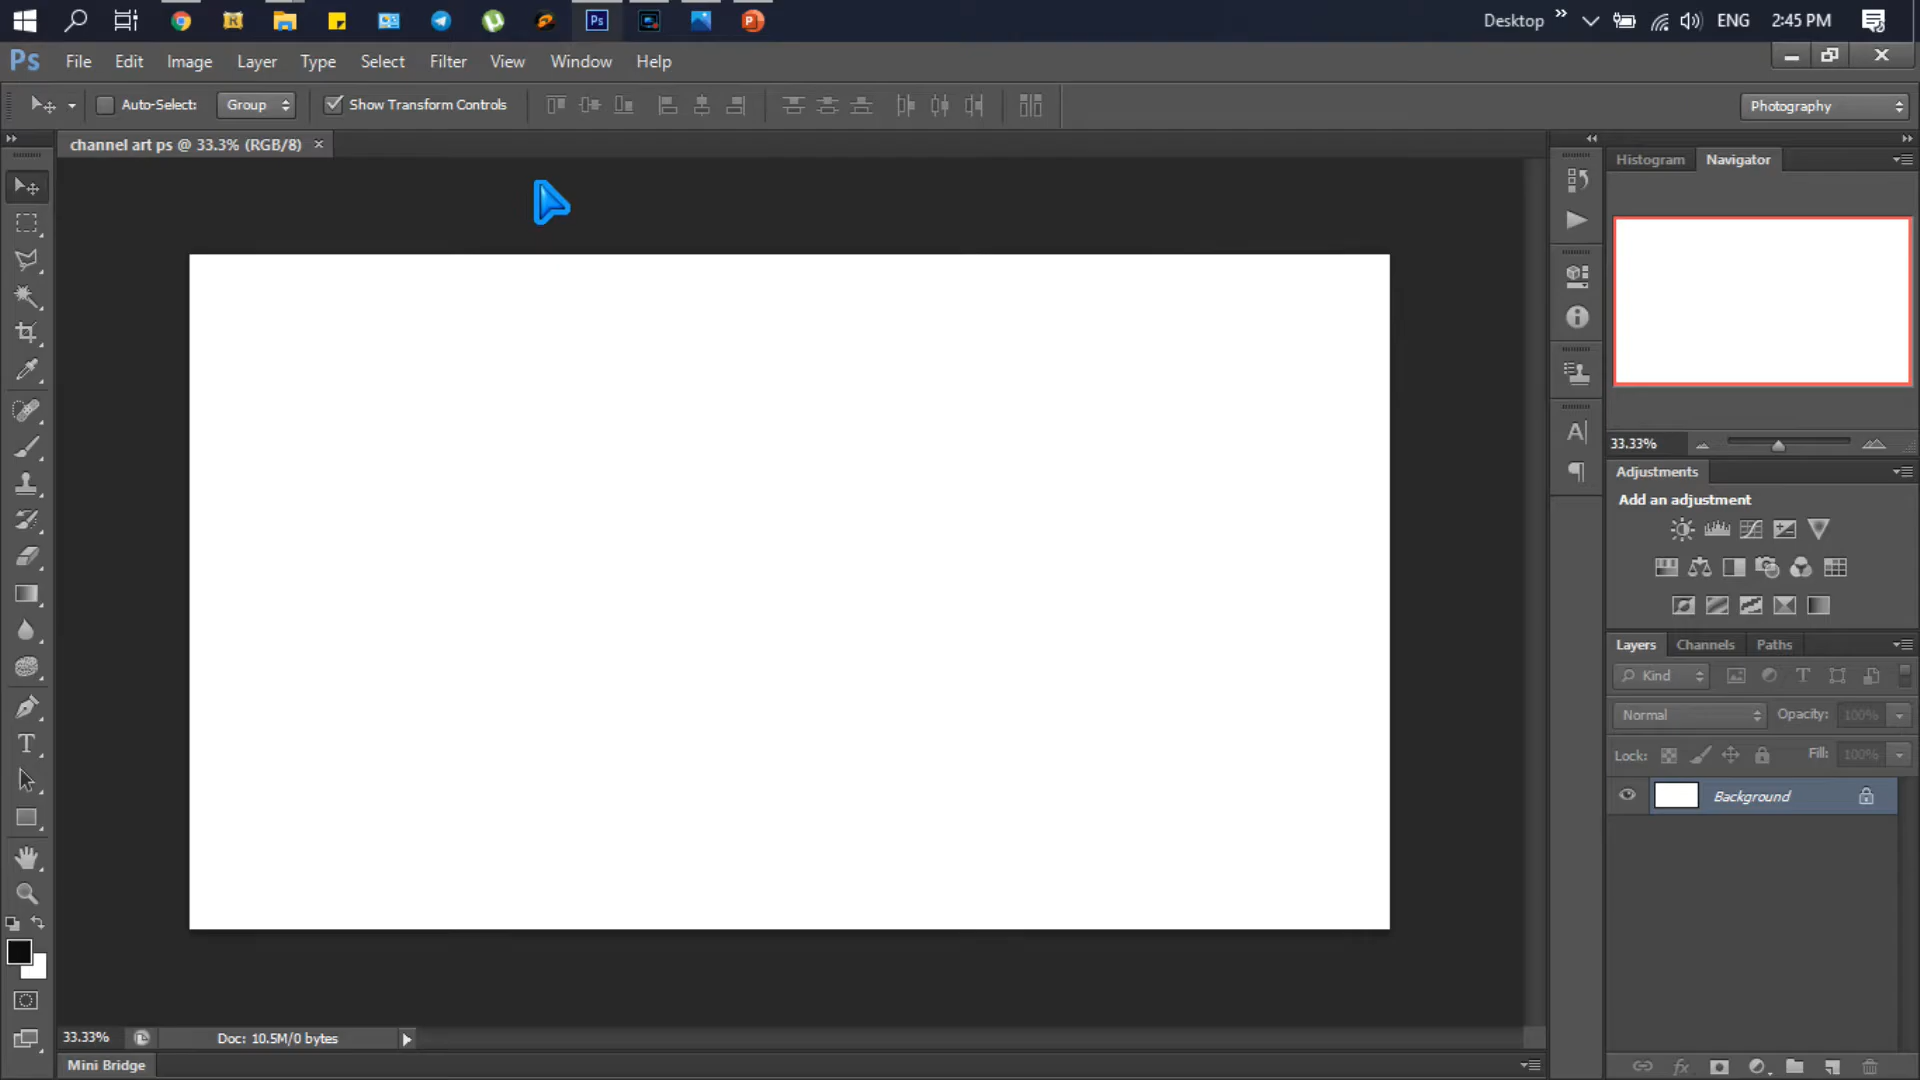 Desktop » ENG 2:45 PM
Ps File Edit Image Layer Type Select Filter View Window Help
Auto-Select: Group Show Transform Controls Photography
channel art ps @ 33.3% (RGB/8) ×
Histogram Navigator
33.33%
Adjustments
Add an adjustment
Layers Channels Paths
Kind
Normal Opacity: 100%
Lock: Fill: 100%
Background
33.33% Doc: 10.5M/0 bytes
Mini Bridge